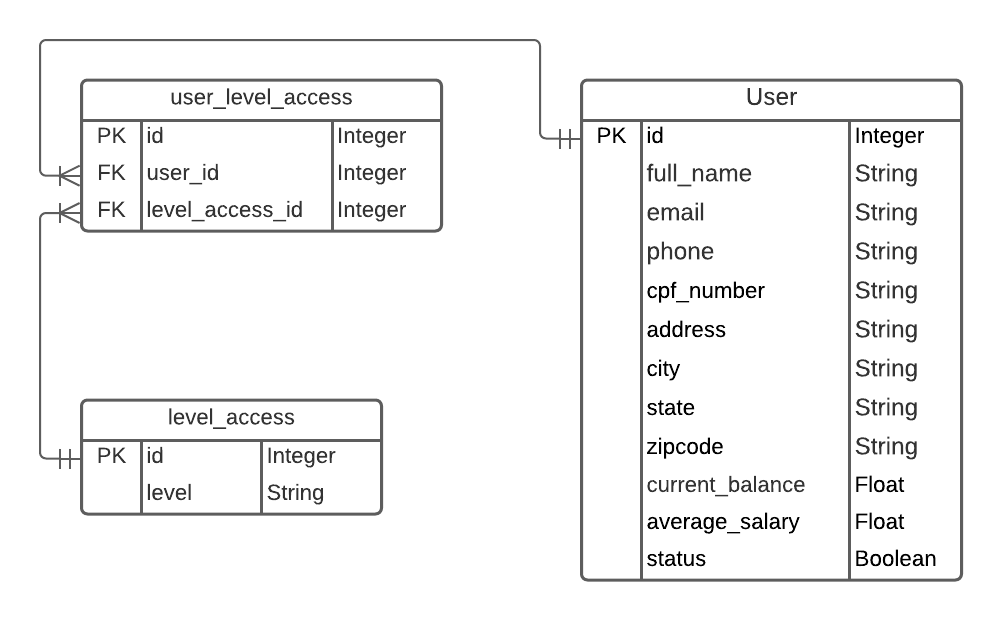 user_level_access
PK id Integer
FK user_id Integer
FK level_access_id Integer
level_access
PK id Integer
level String
User
PK id Integer
full_name String
email String
phone String
cpf_number String
address String
city String
state String
zipcode String
current_balance Float
average_salary Float
status Boolean